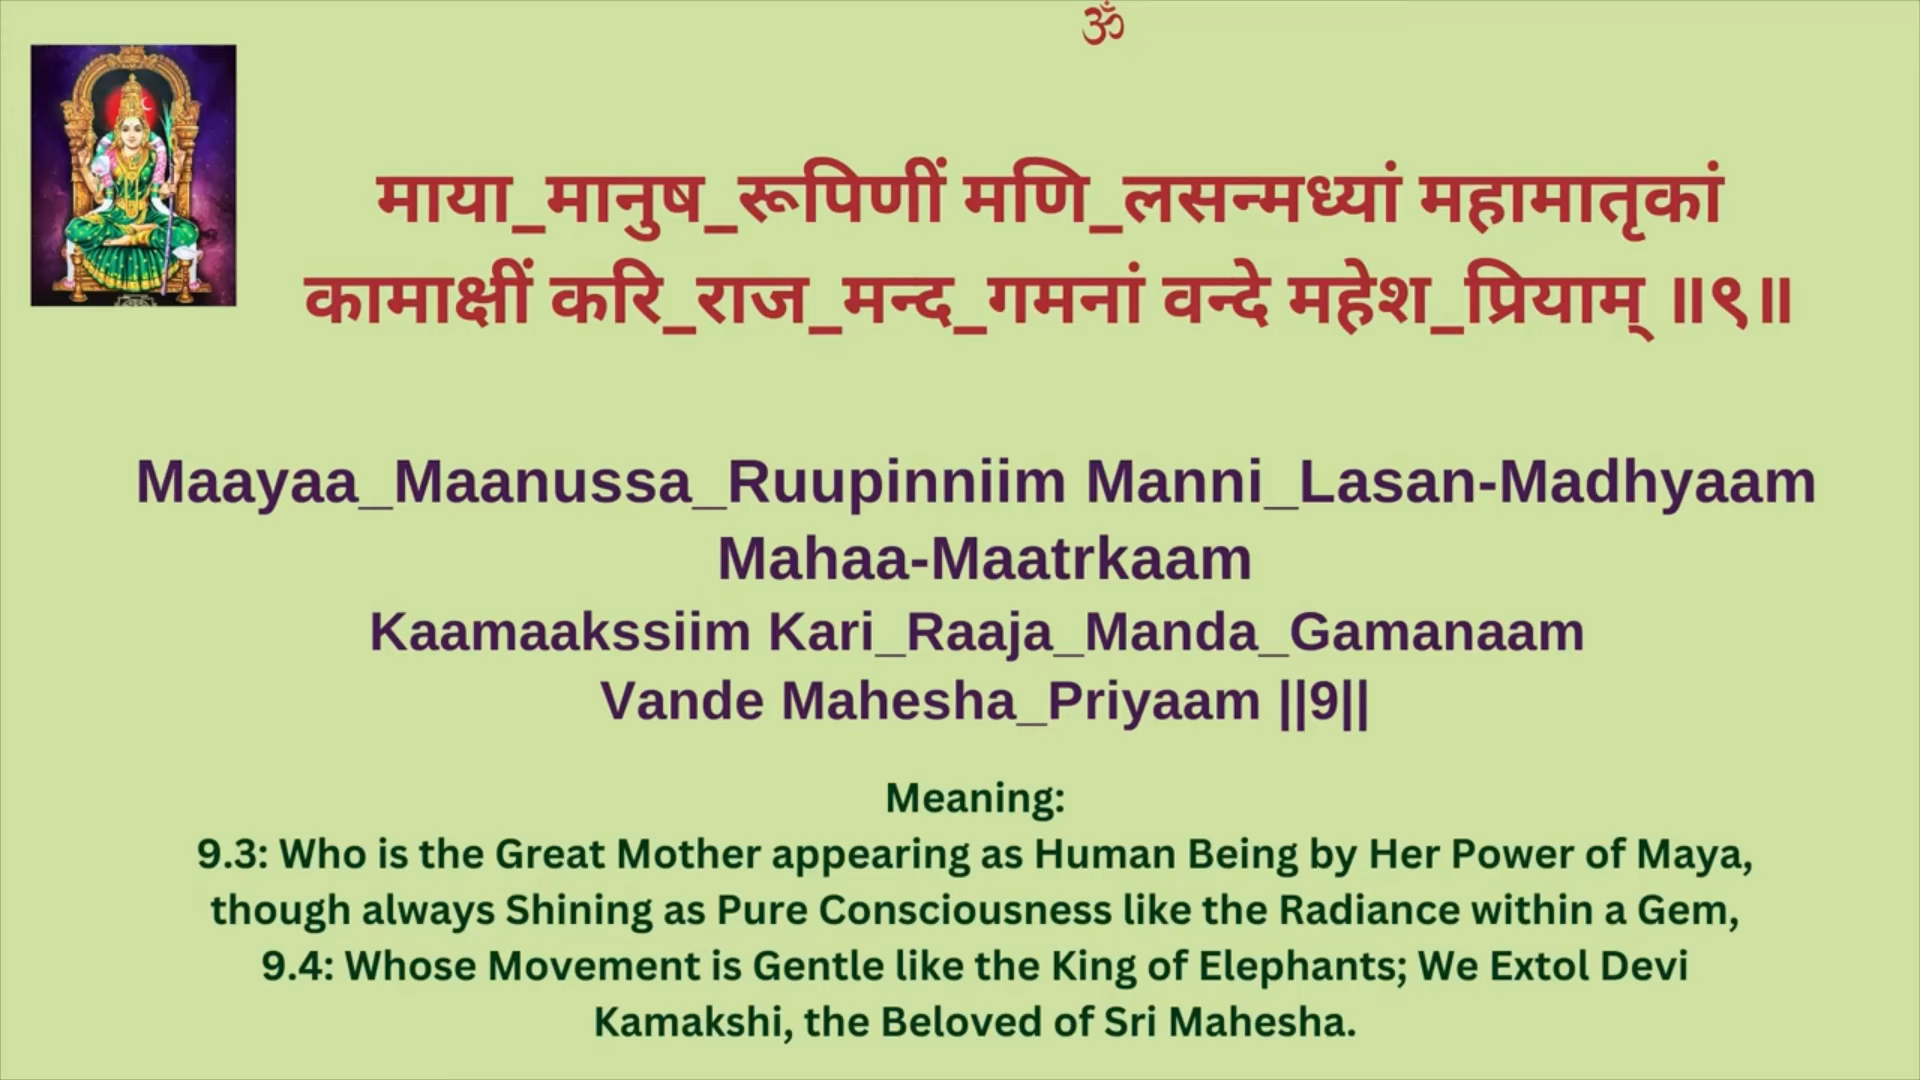 ॐ
माया_मानुष_रूपिणीं मणि_लसन्मध्यां महामातृकां
कामाक्षीं करि_राज_मन्द_गमनां वन्दे महेश_प्रियाम् ॥९॥
Maayaa_Maanussa_Ruupinniim Manni_Lasan-Madhyaam
Mahaa-Maatrkaam
Kaamaakssiim Kari_Raaja_Manda_Gamanaam
Vande Mahesha_Priyaam ||9||
Meaning:
9.3: Who is the Great Mother appearing as Human Being by Her Power of Maya,
though always Shining as Pure Consciousness like the Radiance within a Gem,
9.4: Whose Movement is Gentle like the King of Elephants; We Extol Devi
Kamakshi, the Beloved of Sri Mahesha.